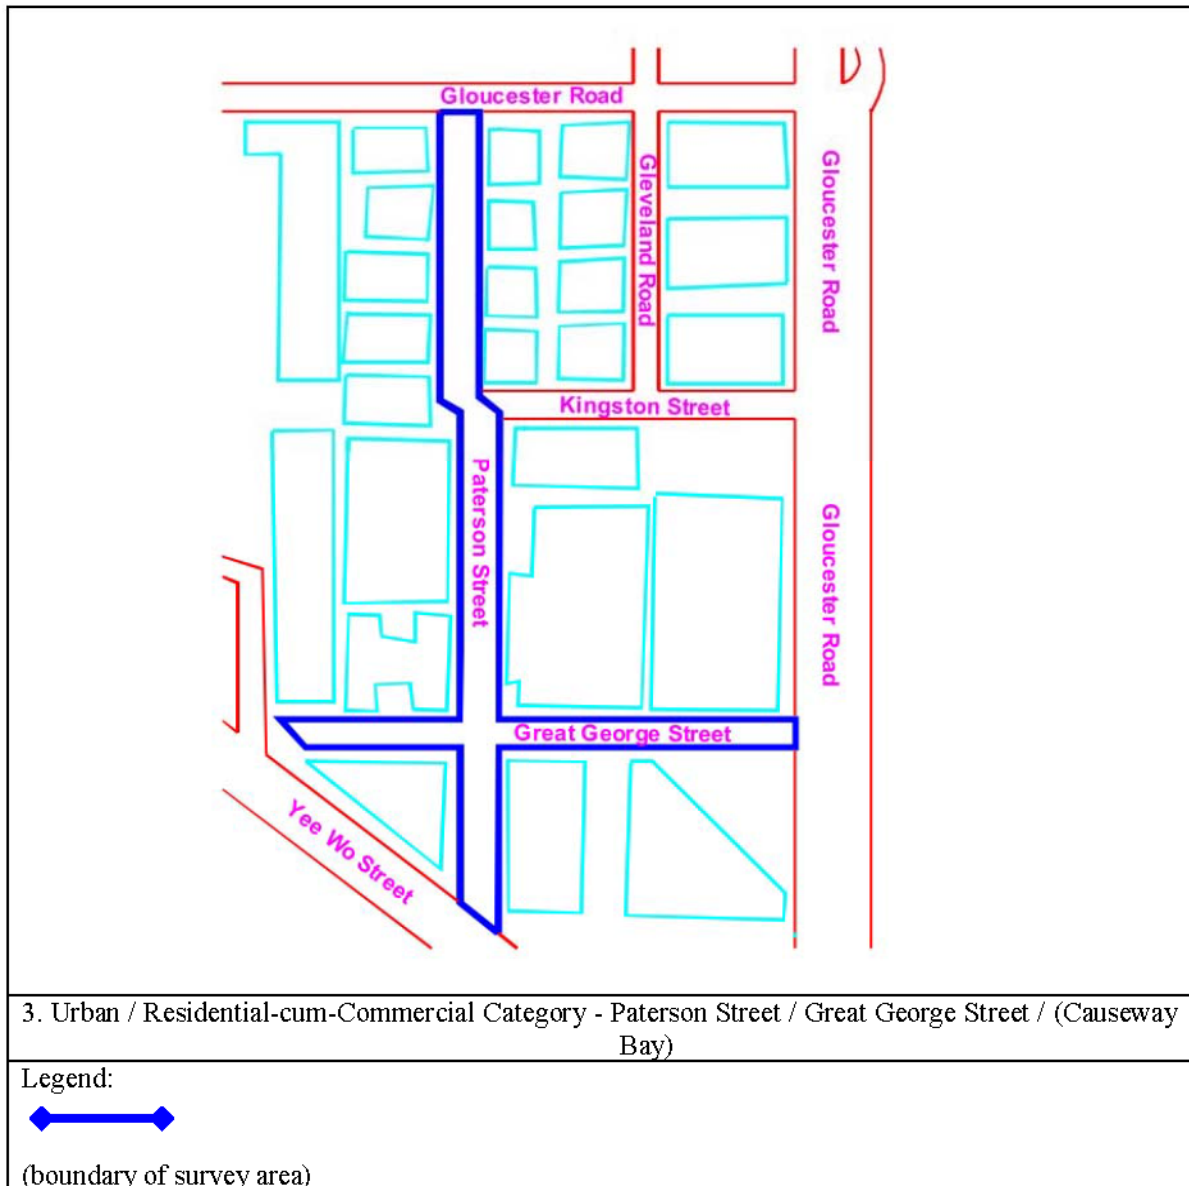 Gloucester Road
Gleveland Road
Gloucester Road
Kingston Street
Paterson Street
Gloucester Road
Great George Street
Yee Wo Street
3. Urban / Residential-cum-Commercial Category - Paterson Street / Great George Street / (Causeway
Bay)
Legend:
(boundary of survey area)